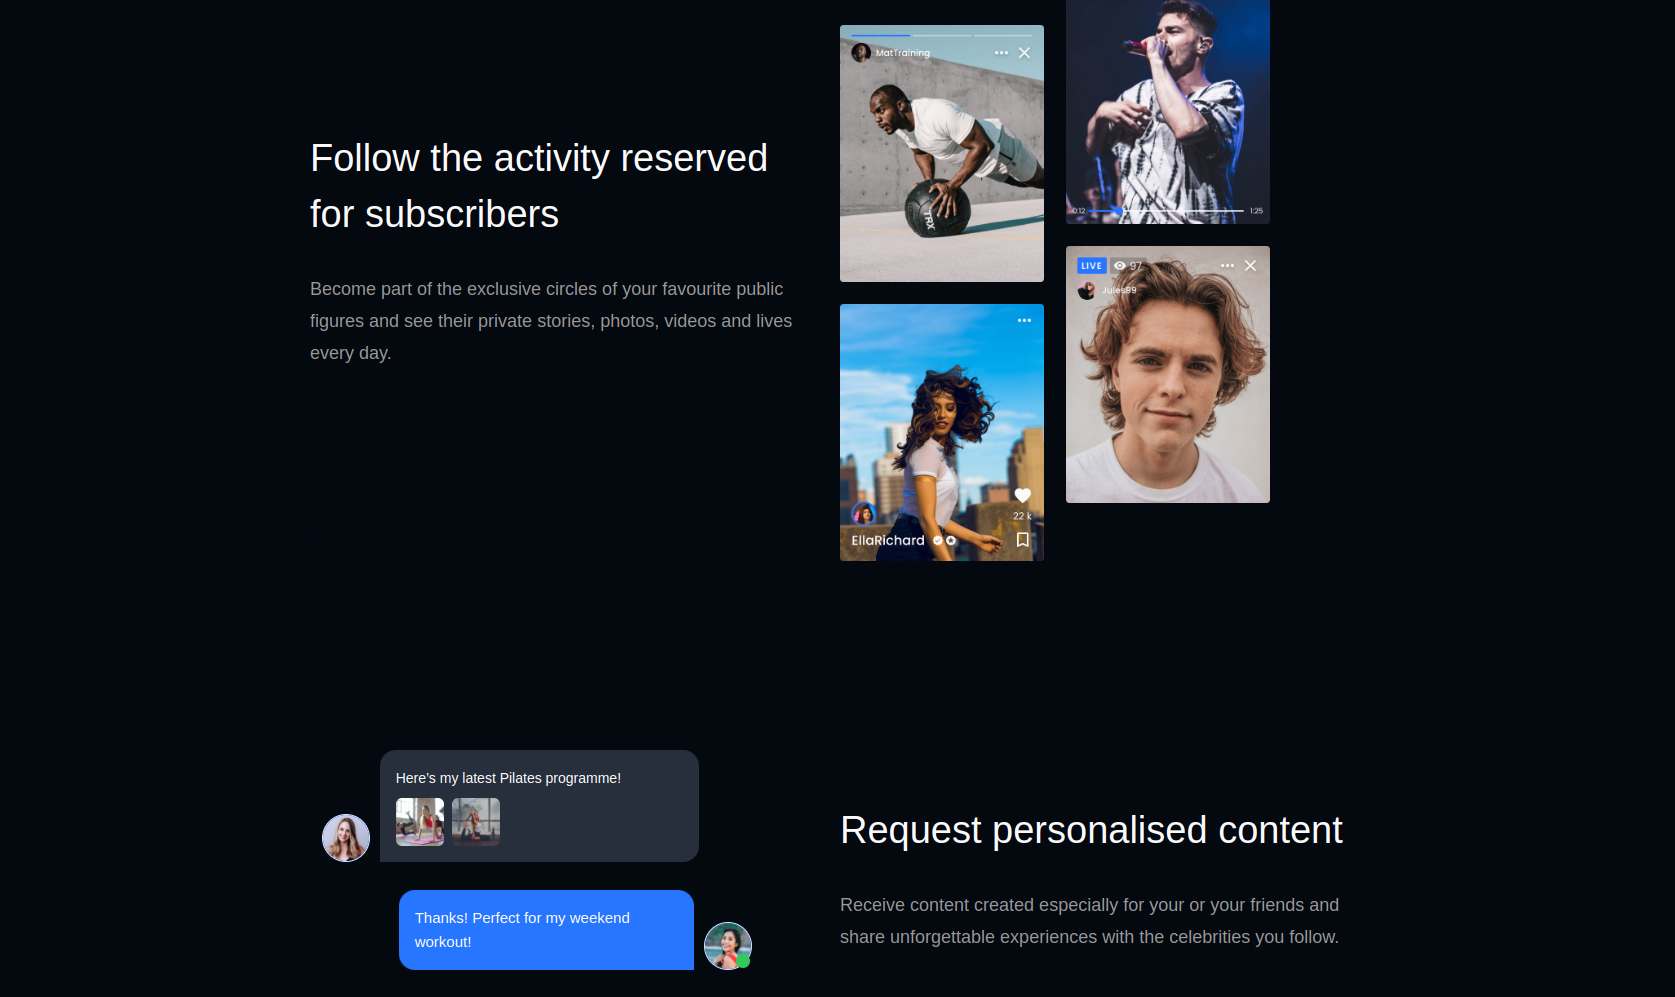 Follow the activity reserved
for subscribers
Become part of the exclusive circles of your favourite public
figures and see their private stories, photos, videos and lives
every day.
MatTraining
TRX
0:12
1:25
LIVE
97
Jules99
22 k
EllaRichard
Here's my latest Pilates programme!
Thanks! Perfect for my weekend
workout!
Request personalised content
Receive content created especially for your or your friends and
share unforgettable experiences with the celebrities you follow.